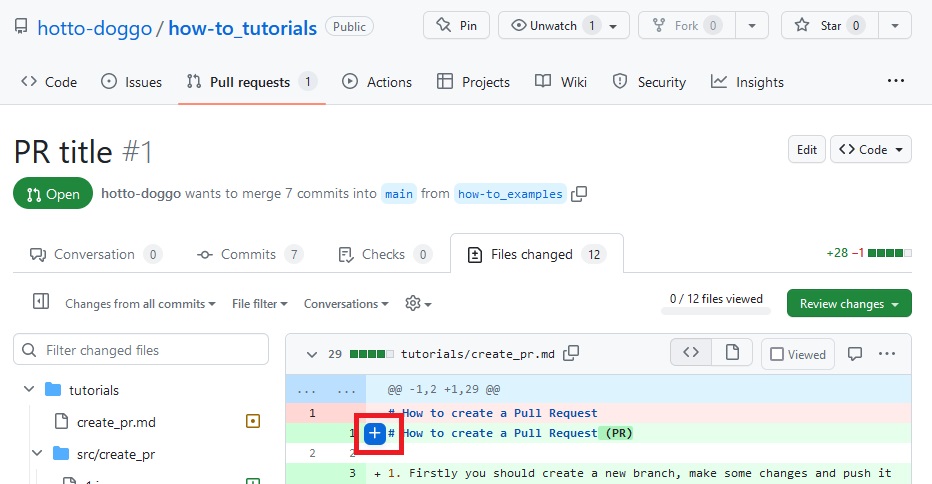 hotto-doggo / how-to_tutorials Public Pin Unwatch 1 Fork 0 Star 0
Code Issues Pull requests 1 Actions Projects Wiki Security Insights ...
PR title #1 Edit <> Code
Open hotto-doggo wants to merge 7 commits into main from how-to_examples
Conversation 0 Commits 7 Checks 0 Files changed 12 +28 −1
Changes from all commits File filter Conversations 0 / 12 files viewed Review changes
Filter changed files 29 tutorials/create_pr.md <> Viewed ...
tutorials ... ... @@ -1,2 +1,29 @@
1 # How to create a Pull Request
create_pr.md 1 + # How to create a Pull Request (PR)
src/create_pr 2 2
3 + 1. Firstly you should create a new branch, make some changes and push it